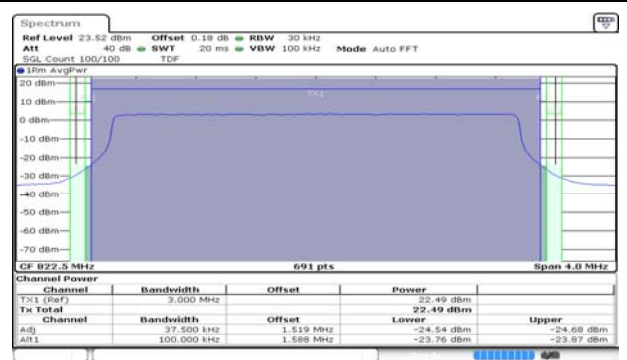 Spectrum
Ref Level 23.52 dBm Offset 0.18 dB RBW 30 kHz
Att 40 dB SWT 20 ms VBW 100 kHz Mode Auto FFT
SGL Count 100/100 TDF
1Rm AvgPwr
20 dBm
TX1
10 dBm
0 dBm
-10 dBm
-20 dBm
-30 dBm
-40 dBm
-50 dBm
-60 dBm
-70 dBm
CF 822.5 MHz 691 pts Span 4.0 MHz
Channel Power
Channel Bandwidth Offset Power
TX1 (Ref) 3.000 MHz 22.49 dBm
Tx Total 22.49 dBm
Channel Bandwidth Offset Lower Upper
Adj 37.500 kHz 1.519 MHz -24.54 dBm -24.68 dBm
Alt1 100.000 kHz 1.588 MHz -23.76 dBm -23.87 dBm